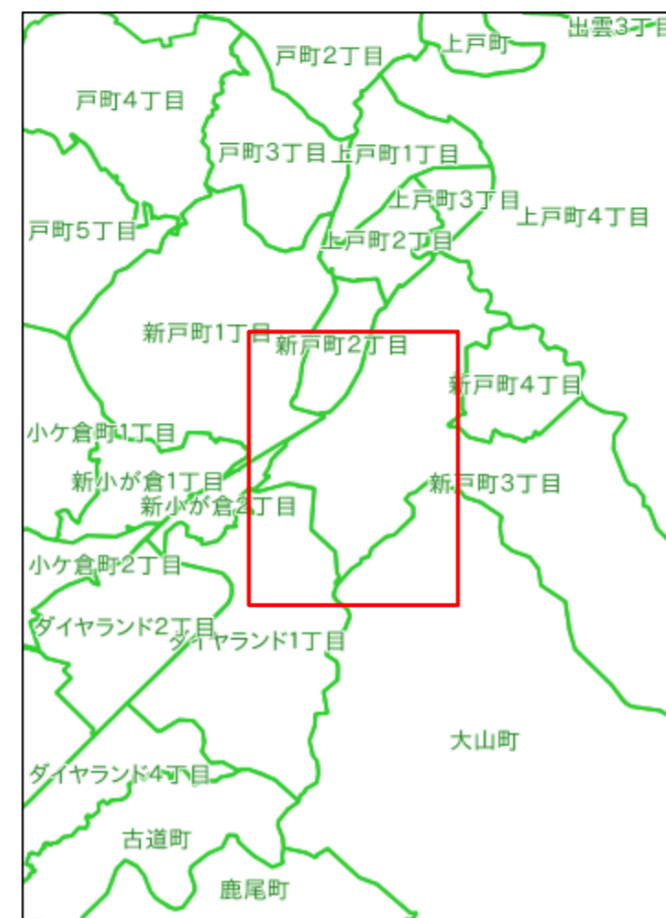 出雲3丁目
上戸町
戸町2丁目
戸町4丁目
戸町3丁目
上戸町1丁目
上戸町3丁目
上戸町4丁目
戸町5丁目
上戸町2丁目
新戸町1丁目
新戸町2丁目
新戸町4丁目
小ケ倉町1丁目
新小が倉1丁目
新戸町3丁目
新小が倉2丁目
小ケ倉町2丁目
ダイヤランド2丁目
ダイヤランド1丁目
大山町
ダイヤランド4丁目
古道町
鹿尾町